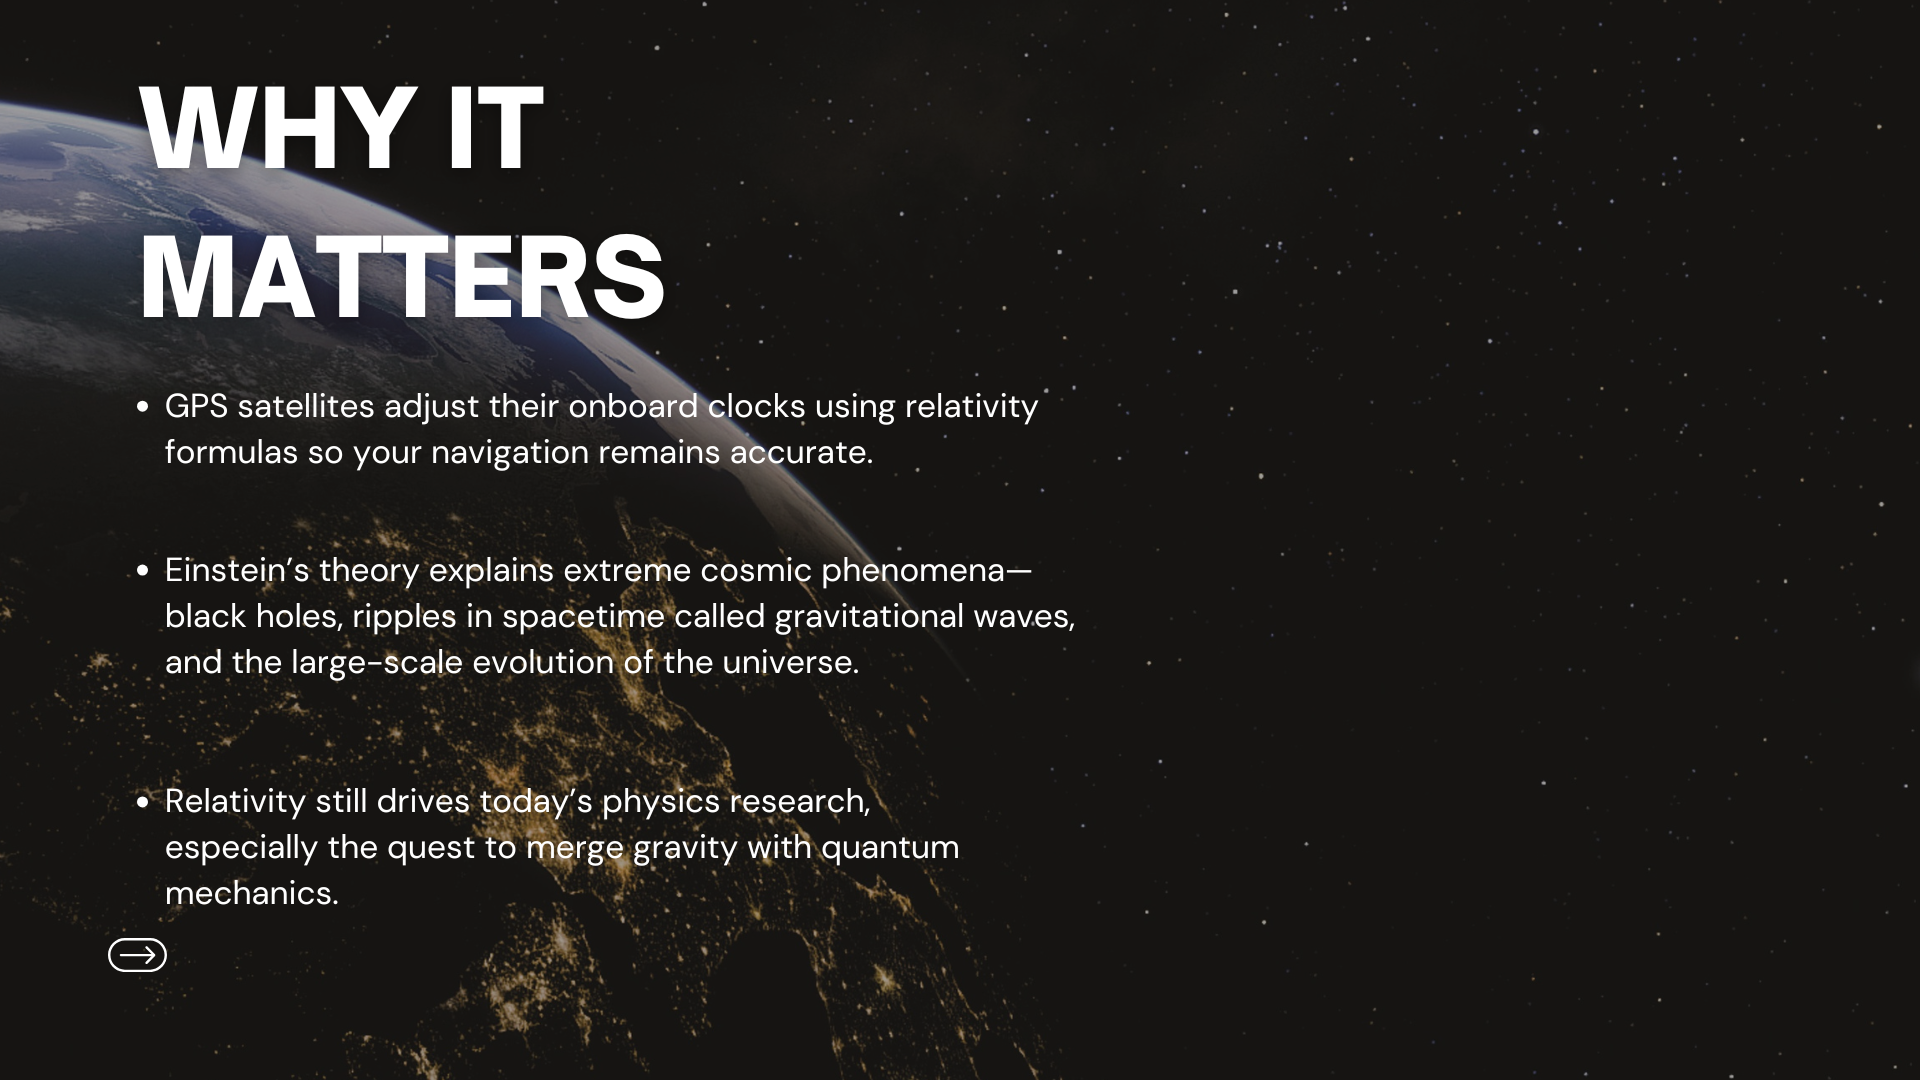 WHY IT
MATTERS
• GPS satellites adjust their onboard clocks using relativity
formulas so your navigation remains accurate.
• Einstein’s theory explains extreme cosmic phenomena—
black holes, ripples in spacetime called gravitational waves,
and the large-scale evolution of the universe.
• Relativity still drives today’s physics research,
especially the quest to merge gravity with quantum
mechanics.